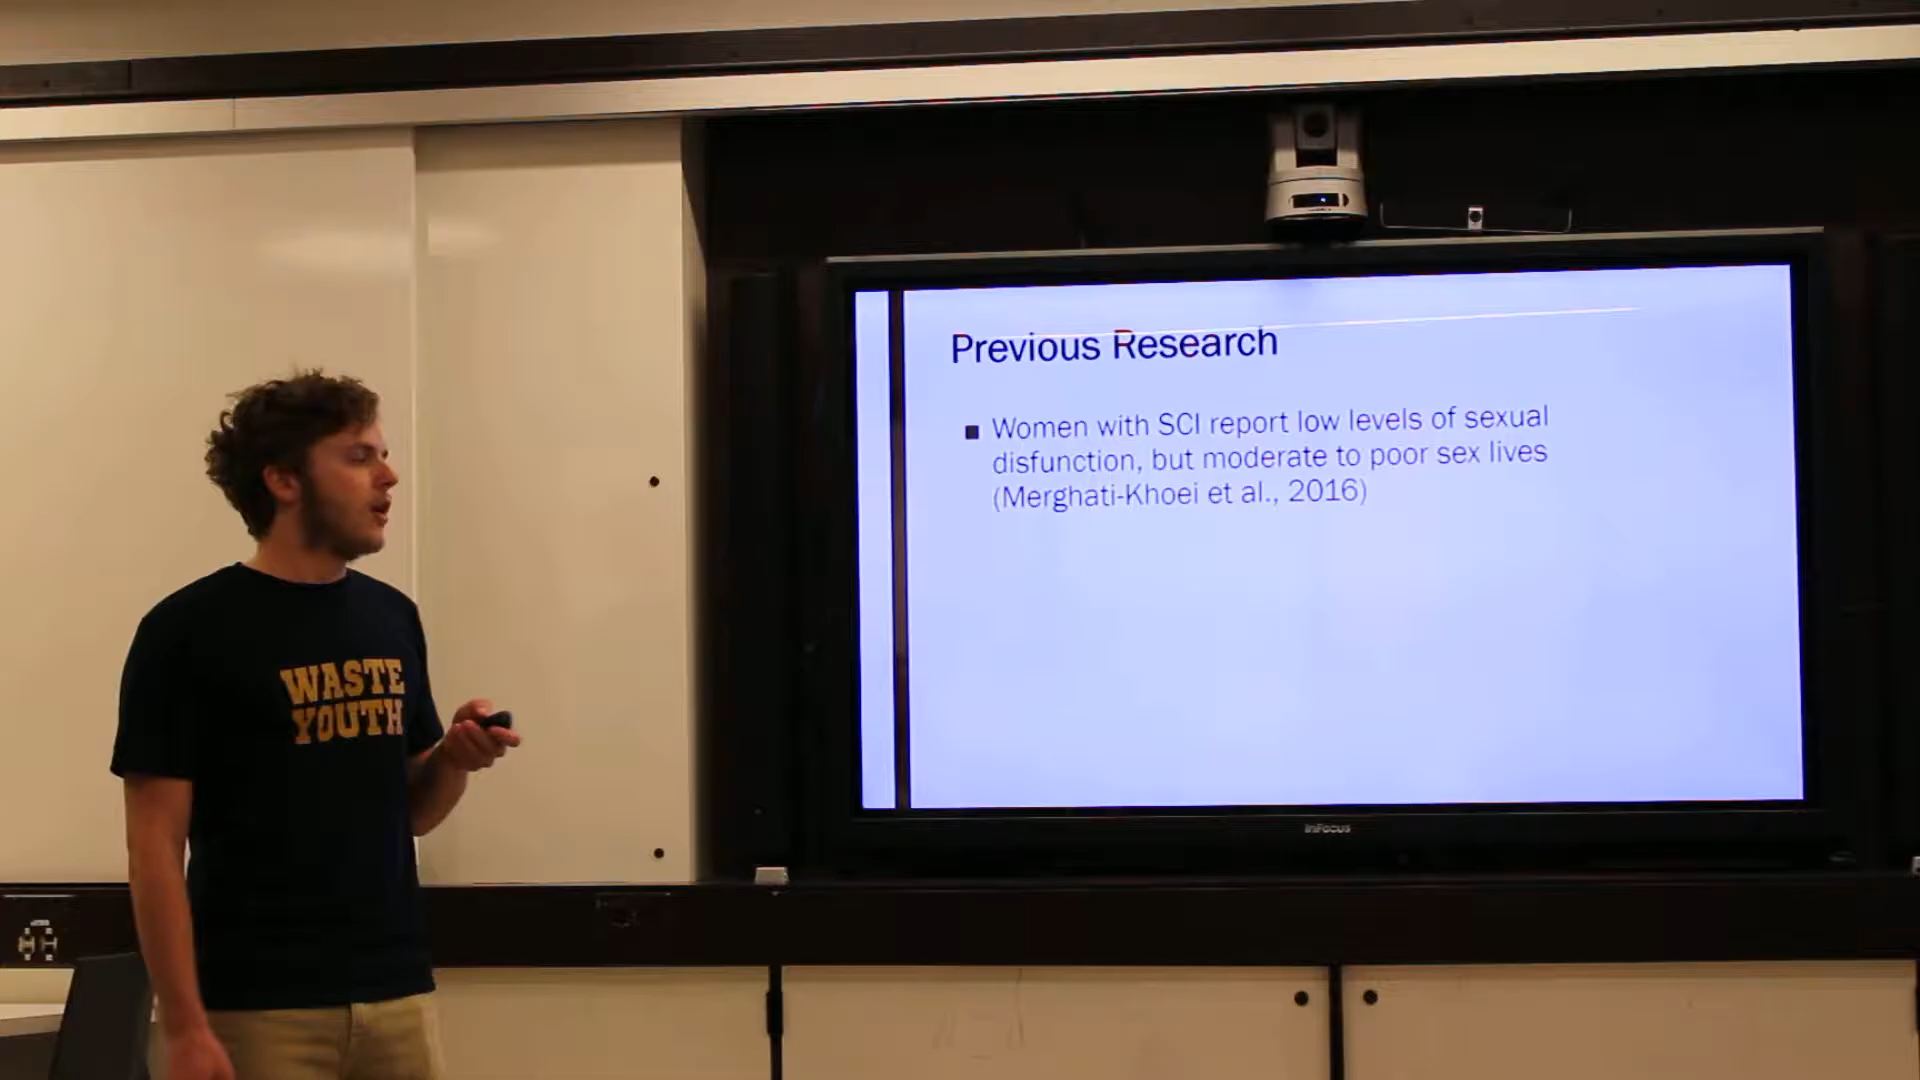 Previous Research
Women with SCI report low levels of sexual
disfunction, but moderate to poor sex lives
(Merghati-Khoei et al., 2016)
WASTE
YOUTH
InFocus